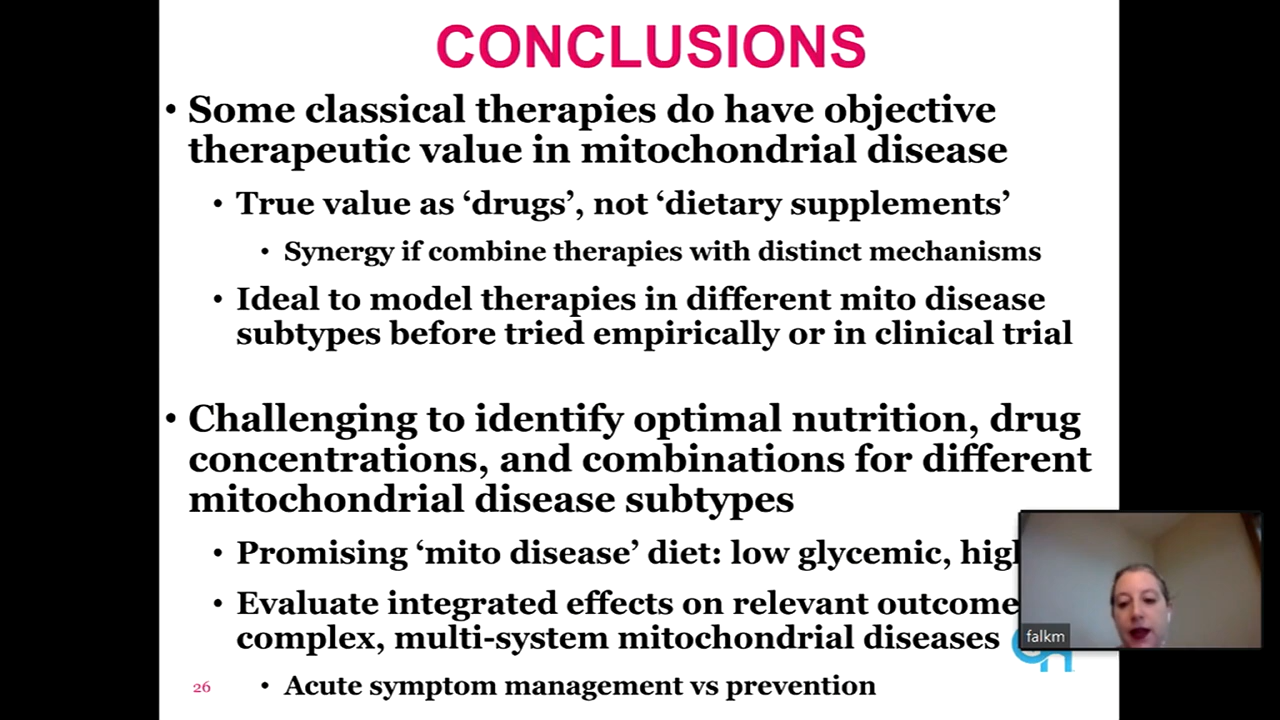 CONCLUSIONS
• Some classical therapies do have objective
therapeutic value in mitochondrial disease
• True value as ‘drugs’, not ‘dietary supplements’
• Synergy if combine therapies with distinct mechanisms
• Ideal to model therapies in different mito disease
subtypes before tried empirically or in clinical trial
• Challenging to identify optimal nutrition, drug
concentrations, and combinations for different
mitochondrial disease subtypes
• Promising ‘mito disease’ diet: low glycemic,
• Evaluate integrated effects on relevant outcome
complex, multi-system mitochondrial diseases
falkm
26
• Acute symptom management vs prevention